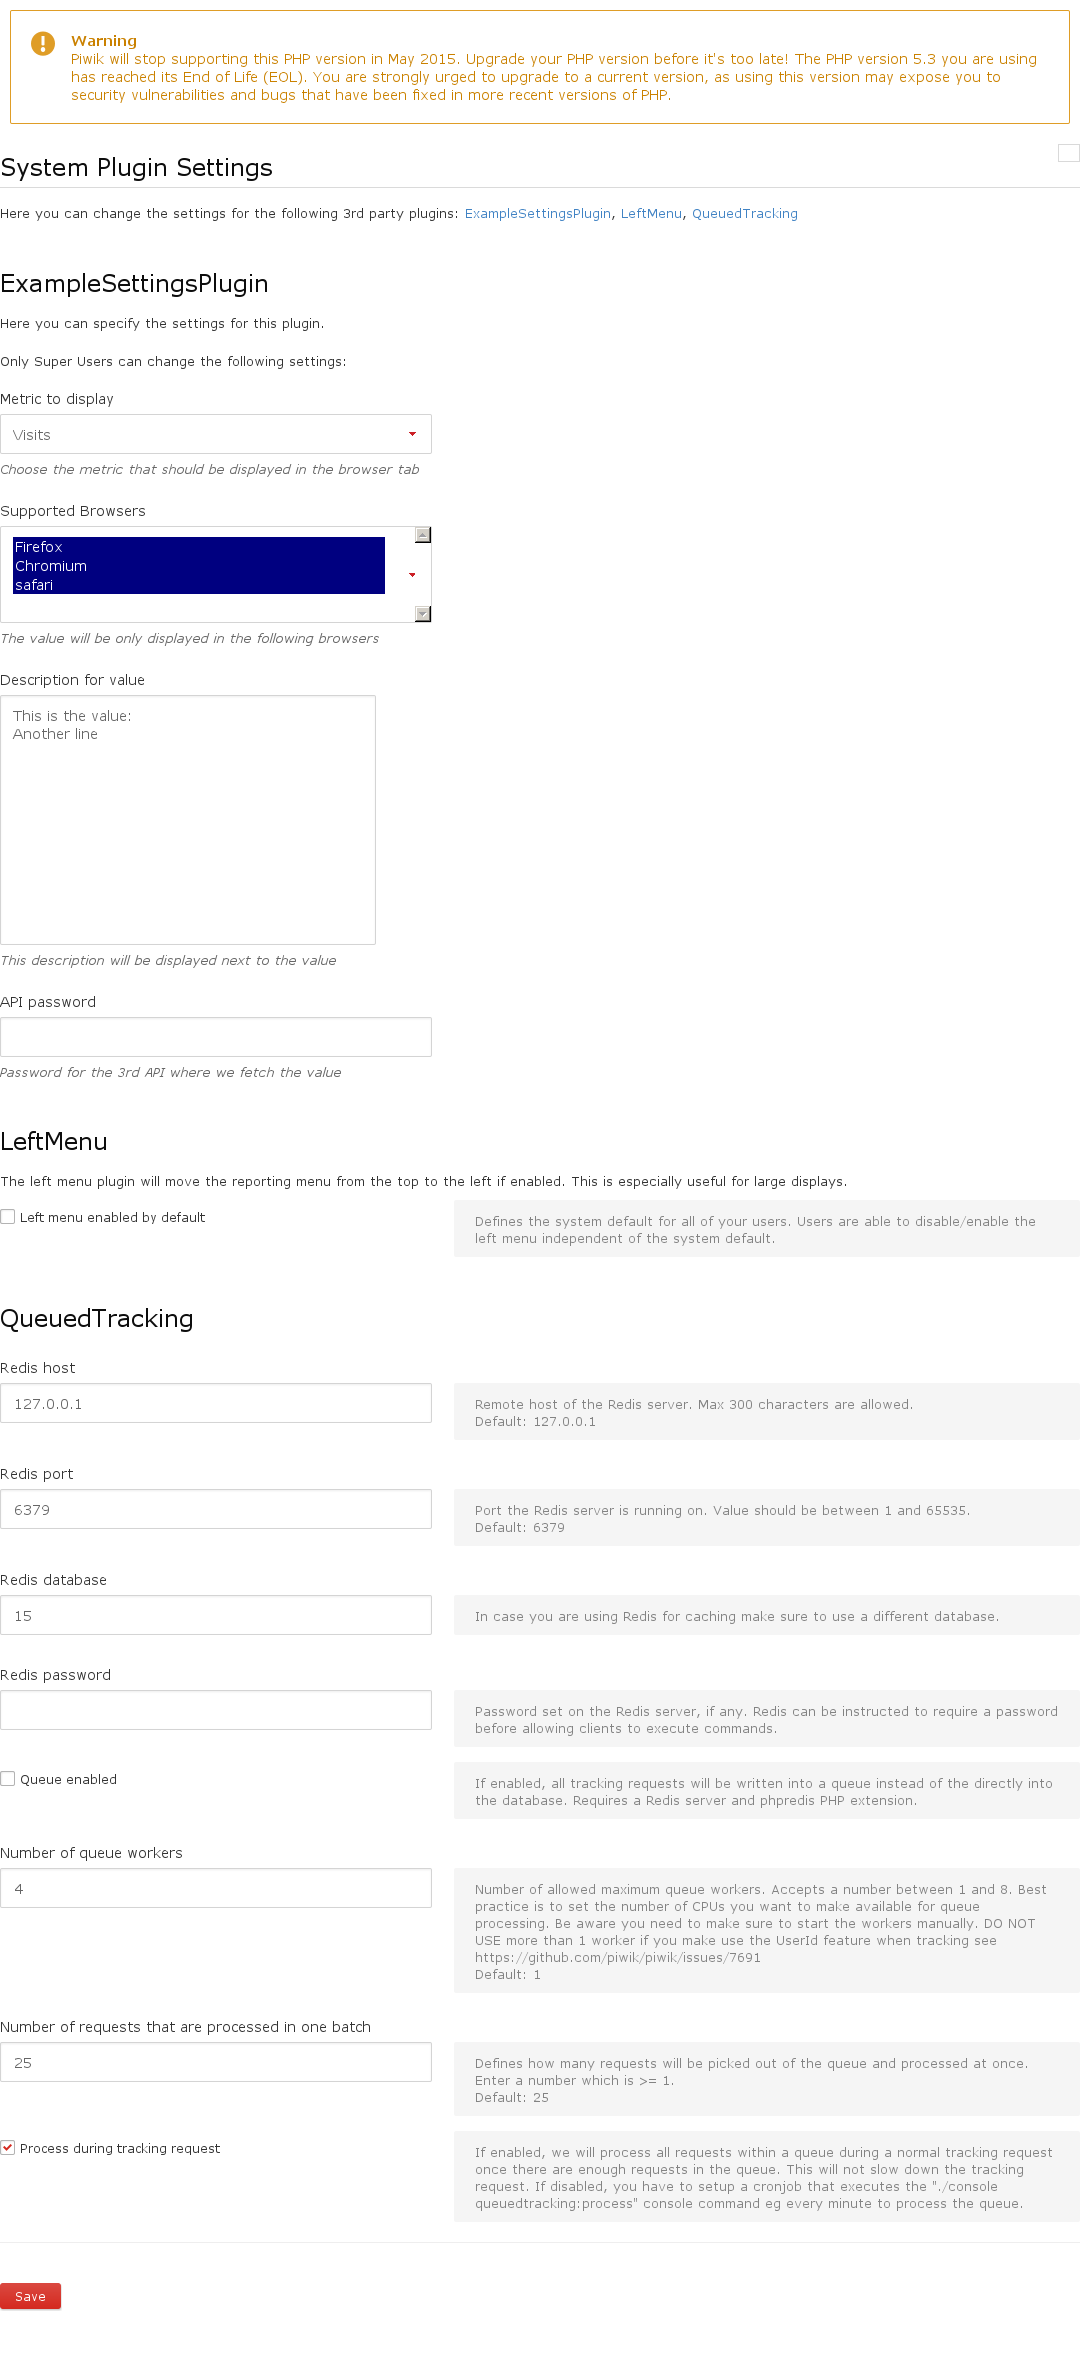 Warning
Piwik will stop supporting this PHP version in May 2015. Upgrade your PHP version before it's too late! The PHP version 5.3 you are using
has reached its End of Life (EOL). You are strongly urged to upgrade to a current version, as using this version may expose you to
security vulnerabilities and bugs that have been fixed in more recent versions of PHP.
System Plugin Settings
Here you can change the settings for the following 3rd party plugins: ExampleSettingsPlugin, LeftMenu, QueuedTracking
ExampleSettingsPlugin
Here you can specify the settings for this plugin.
Only Super Users can change the following settings:
Metric to display
Visits
Choose the metric that should be displayed in the browser tab
Supported Browsers
Firefox
Chromium
safari
The value will be only displayed in the following browsers
Description for value
This is the value:
Another line
This description will be displayed next to the value
API password
Password for the 3rd API where we fetch the value
LeftMenu
The left menu plugin will move the reporting menu from the top to the left if enabled. This is especially useful for large displays.
Left menu enabled by default
Defines the system default for all of your users. Users are able to disable/enable the
left menu independent of the system default.
QueuedTracking
Redis host
127.0.0.1
Remote host of the Redis server. Max 300 characters are allowed.
Default: 127.0.0.1
Redis port
6379
Port the Redis server is running on. Value should be between 1 and 65535.
Default: 6379
Redis database
15
In case you are using Redis for caching make sure to use a different database.
Redis password
Password set on the Redis server, if any. Redis can be instructed to require a password
before allowing clients to execute commands.
Queue enabled
If enabled, all tracking requests will be written into a queue instead of the directly into
the database. Requires a Redis server and phpredis PHP extension.
Number of queue workers
4
Number of allowed maximum queue workers. Accepts a number between 1 and 8. Best
practice is to set the number of CPUs you want to make available for queue
processing. Be aware you need to make sure to start the workers manually. DO NOT
USE more than 1 worker if you make use the UserId feature when tracking see
https://github.com/piwik/piwik/issues/7691
Default: 1
Number of requests that are processed in one batch
25
Defines how many requests will be picked out of the queue and processed at once.
Enter a number which is >= 1.
Default: 25
Process during tracking request
If enabled, we will process all requests within a queue during a normal tracking request
once there are enough requests in the queue. This will not slow down the tracking
request. If disabled, you have to setup a cronjob that executes the "./console
queuedtracking:process" console command eg every minute to process the queue.
Save